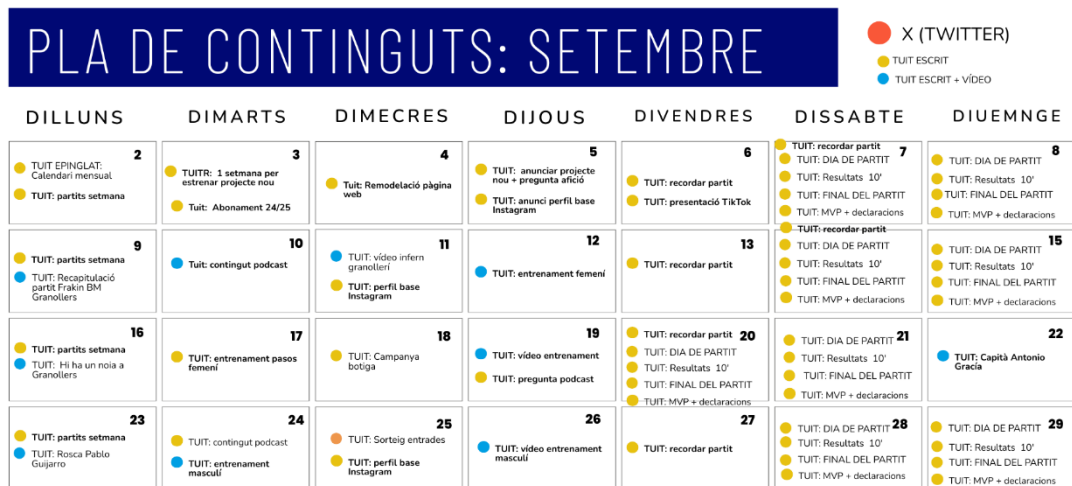 PLA DE CONTINGUTS: SETEMBRE
X (TWITTER)
TUIT ESCRIT
TUIT ESCRIT + VÍDEO
DILLUNS
DIMARTS
DIMECRES
DIJOUS
DIVENDRES
DISSABTE
DIUEMNGE
2
TUIT EPINGLAT:
Calendari mensual
TUIT: partits setmana
3
TUITR: 1 setmana per
estrenar projecte nou
Tuit: Abonament 24/25
4
Tuit: Remodelació pàgina
web
5
TUIT: anunciar projecte
nou + pregunta afició
TUIT: anunci perfil base
Instagram
6
TUIT: recordar partit
TUIT: presentació TikTok
TUIT: recordar partit
7
TUIT: DIA DE PARTIT
TUIT: Resultats 10'
TUIT: FINAL DEL PARTIT
TUIT: MVP + declaracions
8
TUIT: DIA DE PARTIT
TUIT: Resultats 10'
TUIT: FINAL DEL PARTIT
TUIT: MVP + declaracions
9
TUIT: partits setmana
TUIT: Recapitulació
partit Frakin BM
Granollers
10
Tuit: contingut podcast
11
TUIT: vídeo infern
granollerí
TUIT: perfil base
Instagram
12
TUIT: entrenament femení
13
TUIT: recordar partit
TUIT: recordar partit
TUIT: DIA DE PARTIT
TUIT: Resultats 10'
TUIT: FINAL DEL PARTIT
TUIT: MVP + declaracions
15
TUIT: DIA DE PARTIT
TUIT: Resultats 10'
TUIT: FINAL DEL PARTIT
TUIT: MVP + declaracions
16
TUIT: partits setmana
TUIT: Hi ha un noia a
Granollers
17
TUIT: entrenament pasos
femení
18
TUIT: Campanya
botiga
19
TUIT: vídeo entrenament
TUIT: pregunta podcast
20
TUIT: recordar partit
TUIT: DIA DE PARTIT
TUIT: Resultats 10'
TUIT: FINAL DEL PARTIT
TUIT: MVP + declaracions
21
TUIT: DIA DE PARTIT
TUIT: Resultats 10'
TUIT: FINAL DEL PARTIT
TUIT: MVP + declaracions
22
TUIT: Capità Antonio
Gracía
23
TUIT: partits setmana
TUIT: Rosca Pablo
Guijarro
24
TUIT: contingut podcast
TUIT: entrenament
masculí
25
TUIT: Sorteig entrades
TUIT: perfil base
Instagram
26
TUIT: vídeo entrenament
masculí
27
TUIT: recordar partit
28
TUIT: DIA DE PARTIT
TUIT: Resultats 10'
TUIT: FINAL DEL PARTIT
TUIT: MVP + declaracions
29
TUIT: DIA DE PARTIT
TUIT: Resultats 10'
TUIT: FINAL DEL PARTIT
TUIT: MVP + declaracions